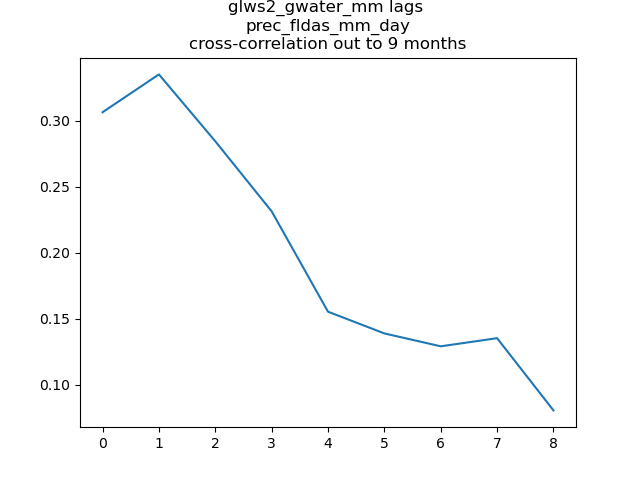 glws2_gwater_mm lags
prec_fldas_mm_day
cross-correlation out to 9 months
0.30
0.25
0.20
0.15
0.10
0 1 2 3 4 5 6 7 8